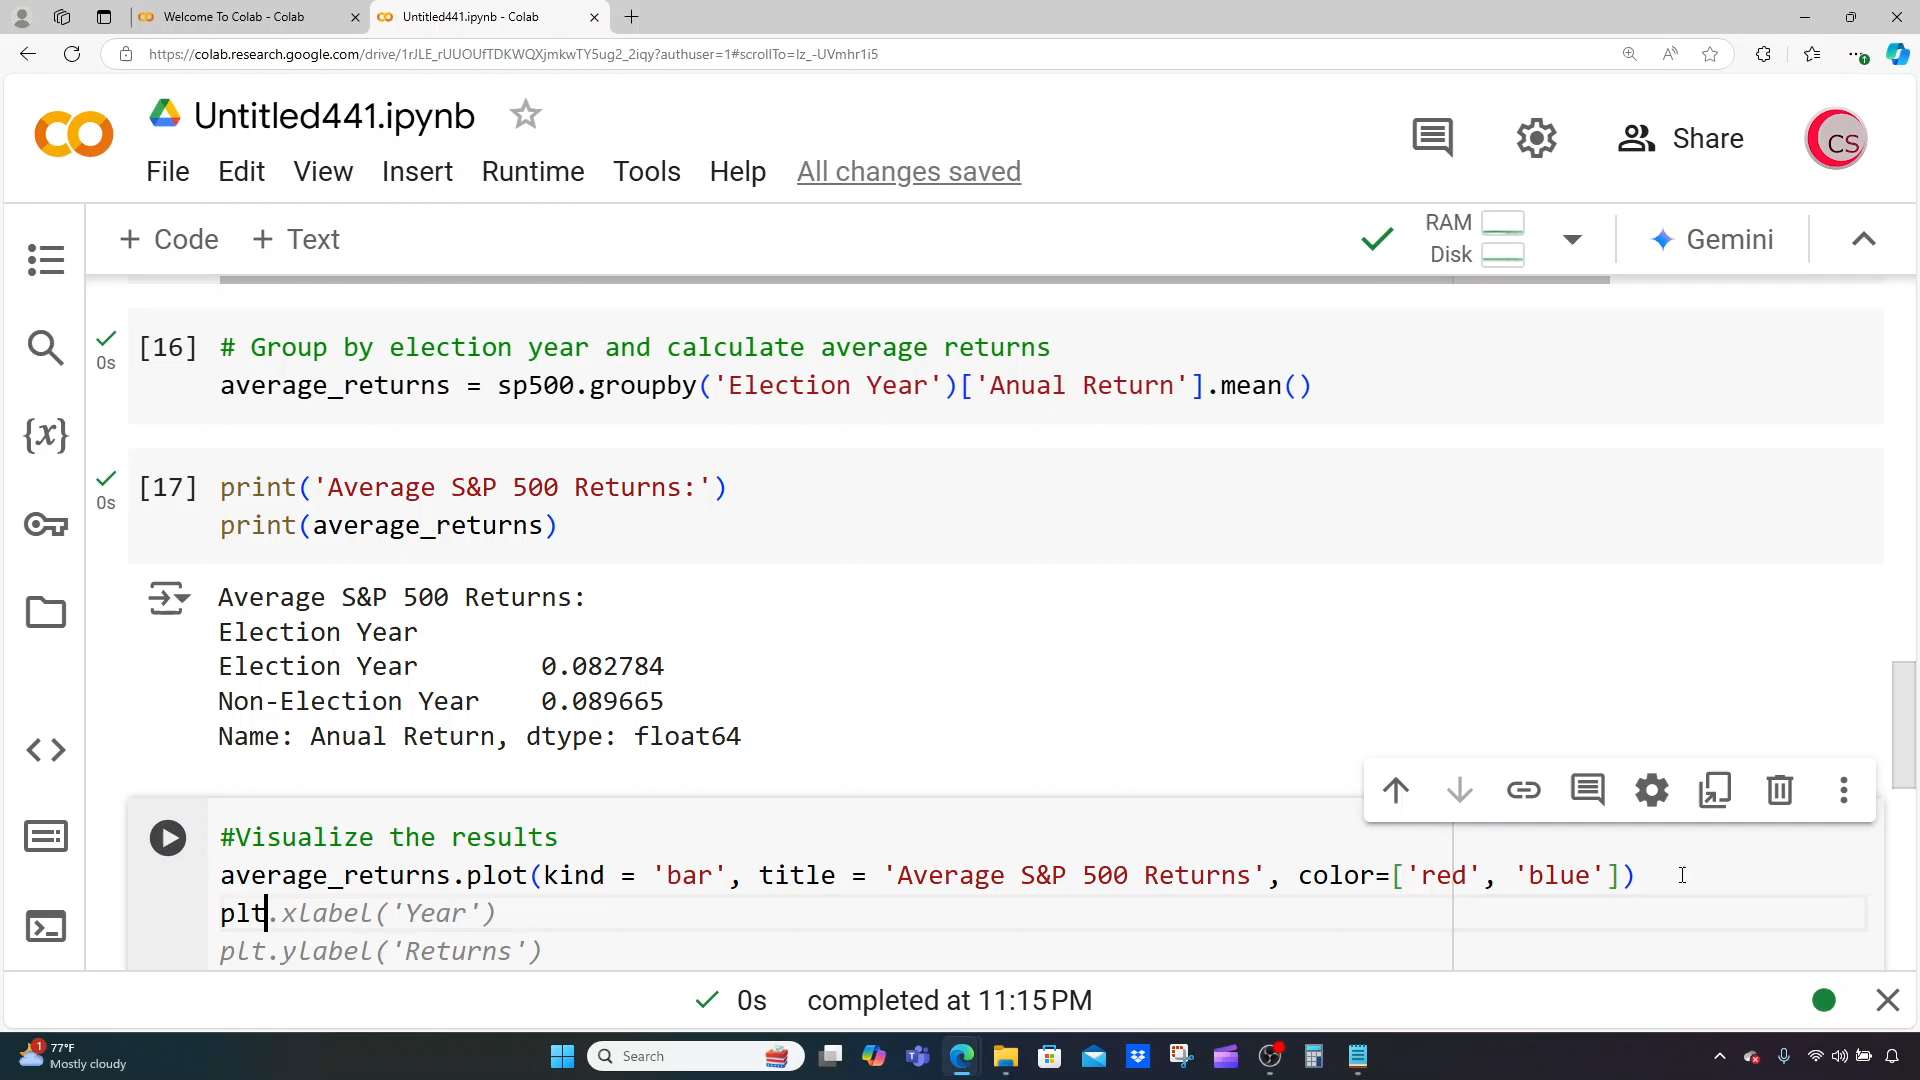 Welcome To Colab - Colab
Untitled441.ipynb - Colab
https://colab.research.google.com/drive/1rJLE_rUUOUfTDKWQXjmkwTY5ug2_2iqy?authuser=1#scrollTo=Iz_-UVmhr1i5
Untitled441.ipynb
Share
CS
File Edit View Insert Runtime Tools Help All changes saved
+ Code + Text
RAM
Disk
Gemini
0s
[16] # Group by election year and calculate average returns
average_returns = sp500.groupby('Election Year')['Anual Return'].mean()
0s
[17] print('Average S&P 500 Returns:')
print(average_returns)
Average S&P 500 Returns:
Election Year
Election Year 0.082784
Non-Election Year 0.089665
Name: Anual Return, dtype: float64
#Visualize the results
average_returns.plot(kind = 'bar', title = 'Average S&P 500 Returns', color=['red', 'blue'])
plt.xlabel('Year')
plt.ylabel('Returns')
0s completed at 11:15 PM
1
77°F
Mostly cloudy
Search